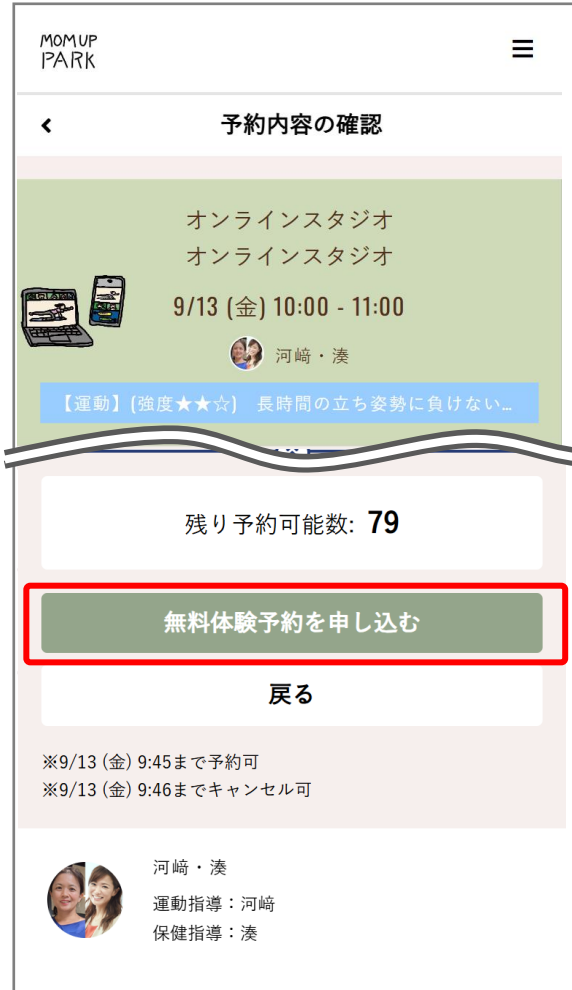 MOMUP
PARK
予約内容の確認
オンラインスタジオ
オンラインスタジオ
9/13 (金) 10:00 - 11:00
河﨑・湊
【運動】(強度★★☆) 長時間の立ち姿勢に負けない…
残り予約可能数: 79
無料体験予約を申し込む
戻る
※9/13 (金) 9:45まで予約可
※9/13 (金) 9:46までキャンセル可
河﨑・湊
運動指導：河﨑
保健指導：湊